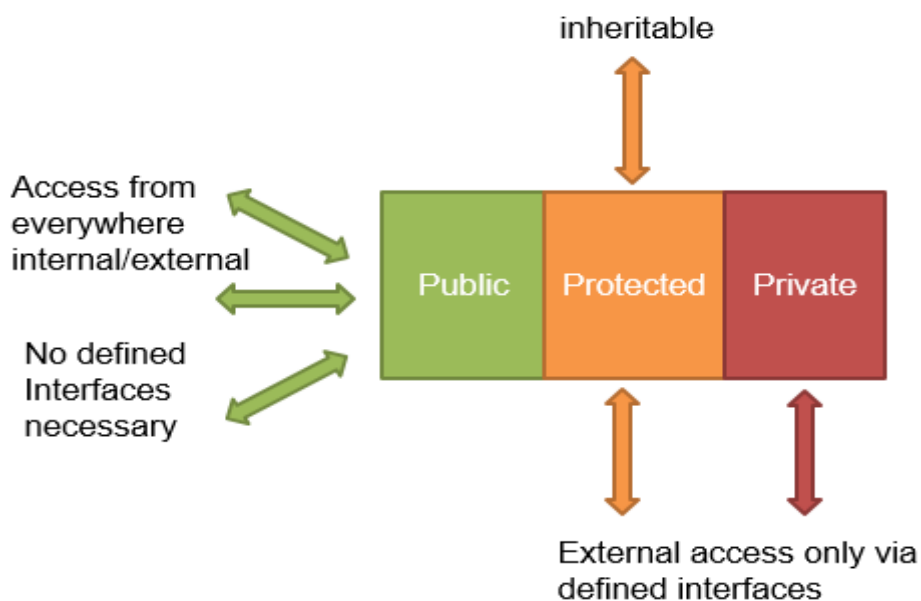 inheritable
Access from
everywhere
internal/external
Public
Protected
Private
No defined
Interfaces
necessary
External access only via
defined interfaces